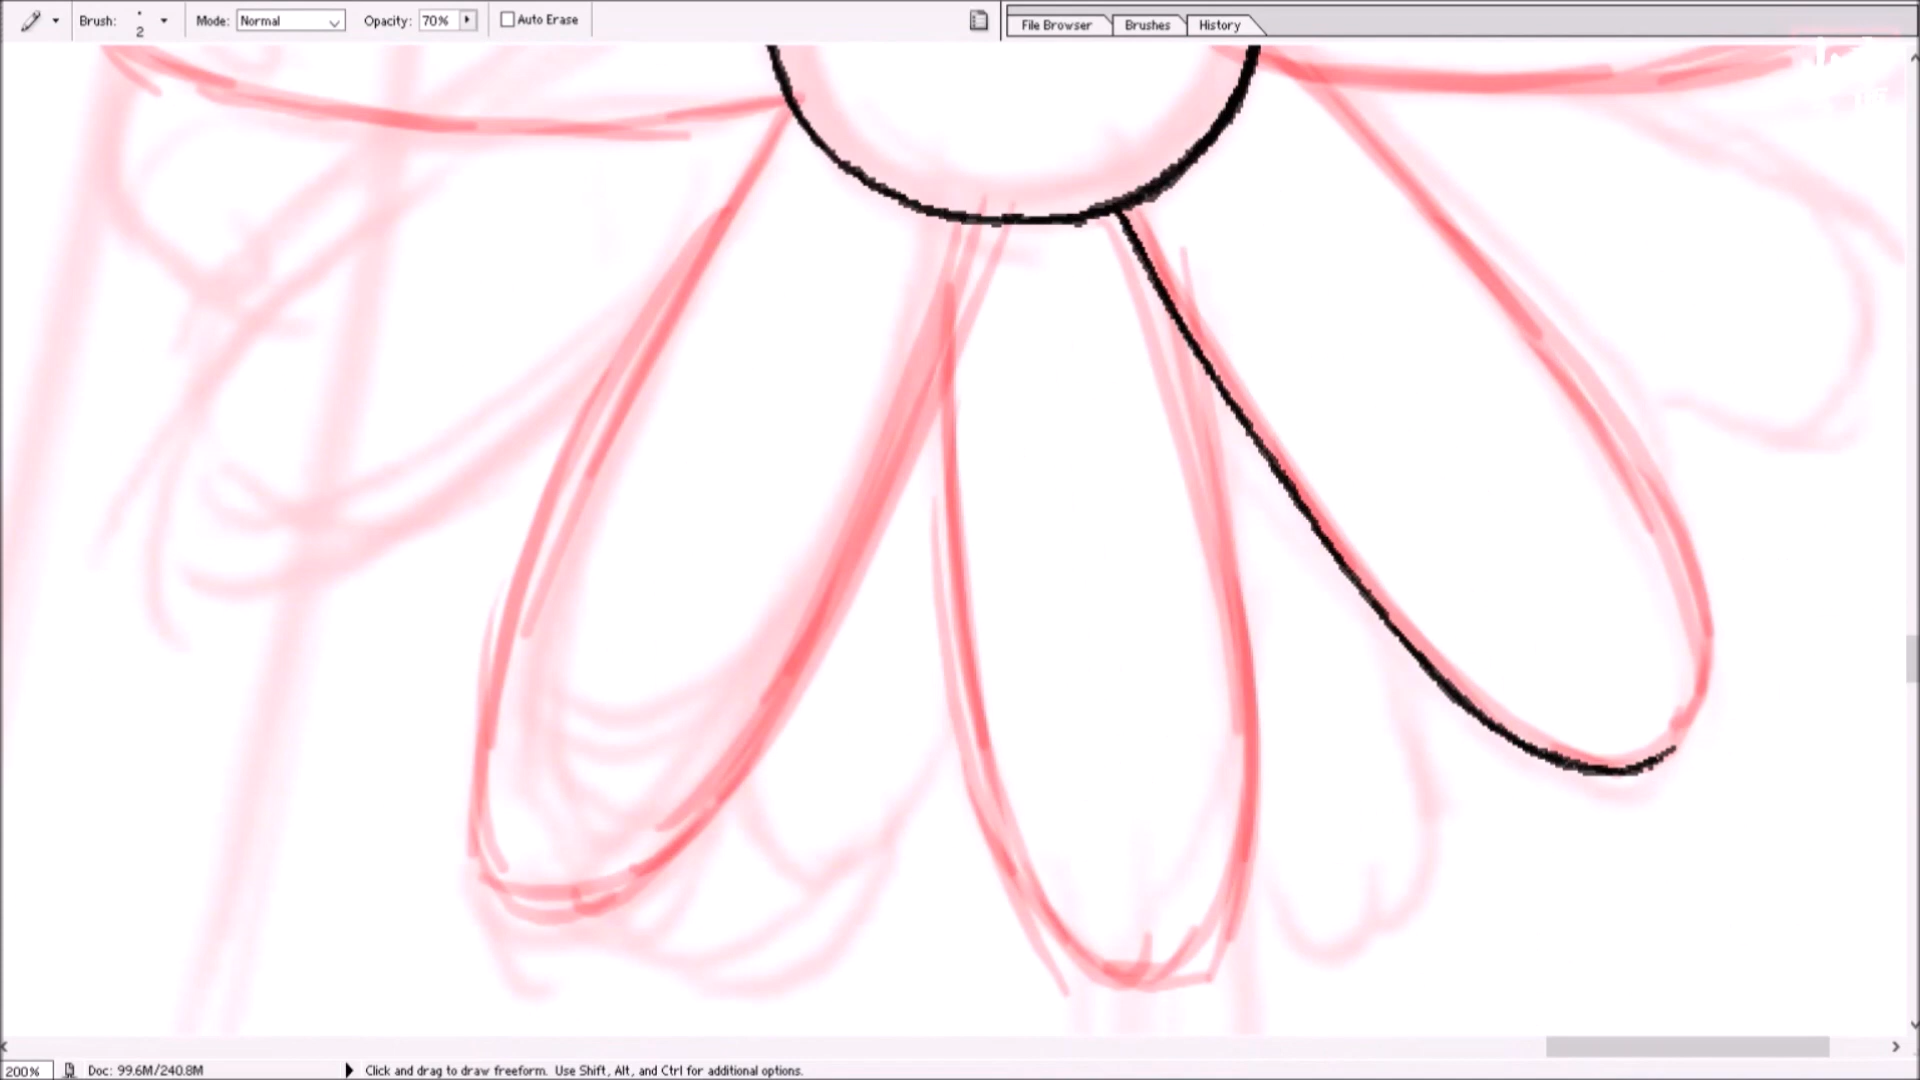 Brush: 2 Mode: Normal Opacity: 70% Auto Erase File Browser Brushes History
200% Doc: 99.6M/240.8M Click and drag to draw freeform. Use Shift, Alt, and Ctrl for additional options.